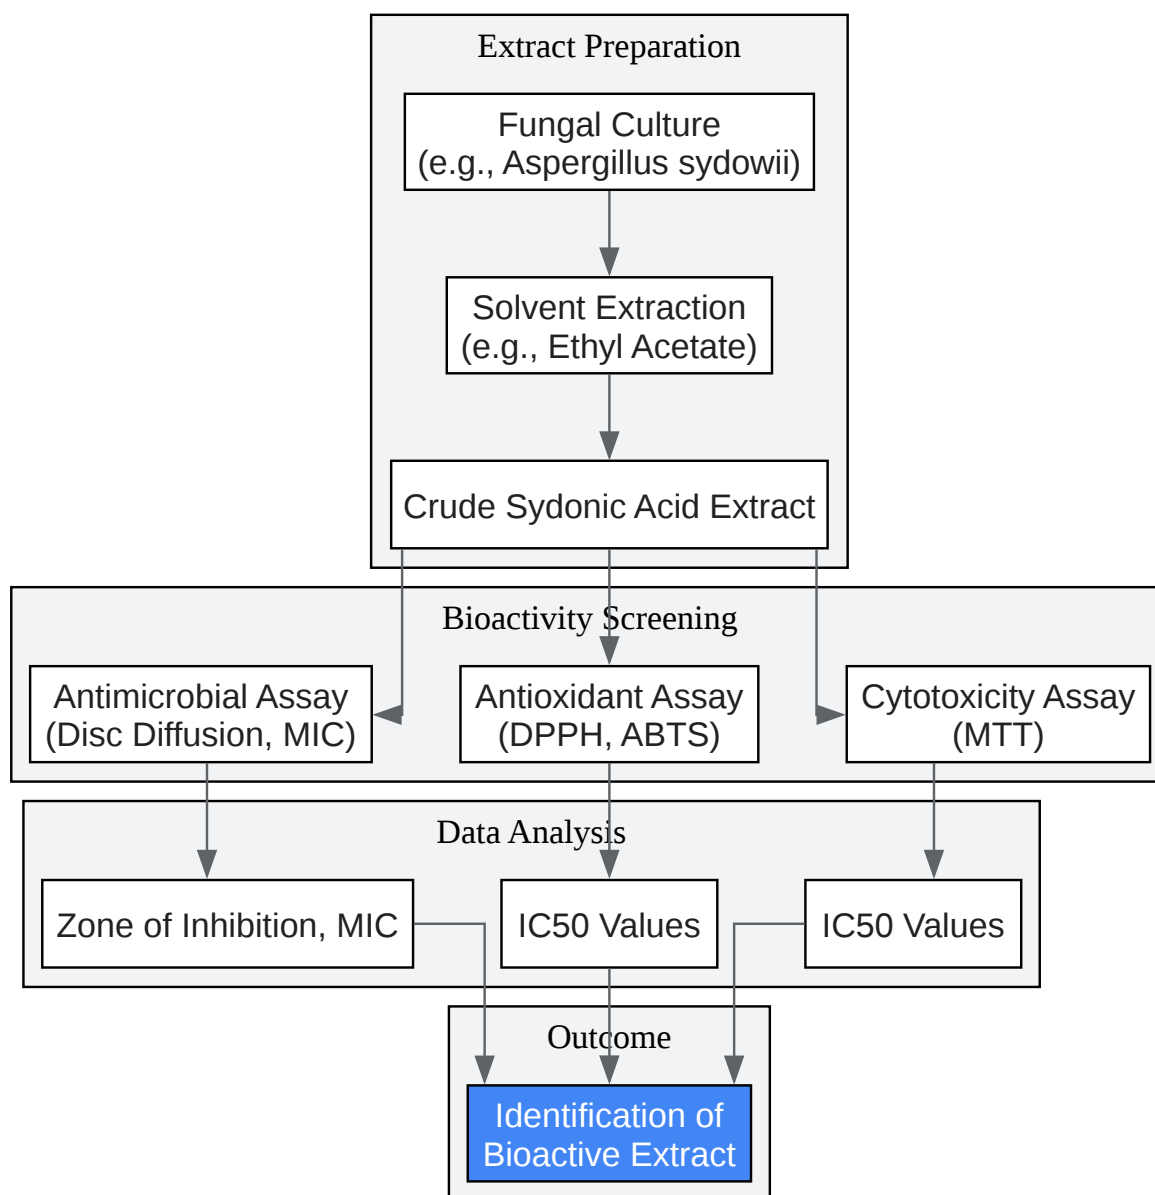 Extract Preparation
Fungal Culture
(e.g., Aspergillus sydowii)
Solvent Extraction
(e.g., Ethyl Acetate)
Crude Sydonic Acid Extract
Bioactivity Screening
Antimicrobial Assay
(Disc Diffusion, MIC)
Antioxidant Assay
(DPPH, ABTS)
Cytotoxicity Assay
(MTT)
Data Analysis
Zone of Inhibition, MIC
IC50 Values
IC50 Values
Outcome
Identification of
Bioactive Extract